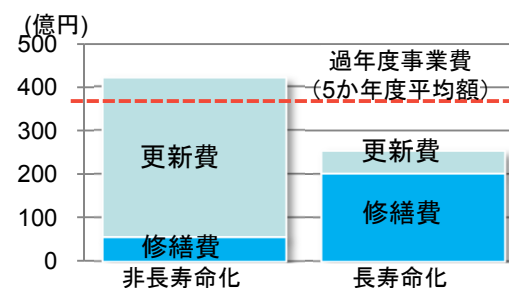 (億円)
500
過年度事業費
400
（5か年度平均額）
300
更新費
更新費
200
修繕費
100
修繕費
0
非長寿命化
長寿命化